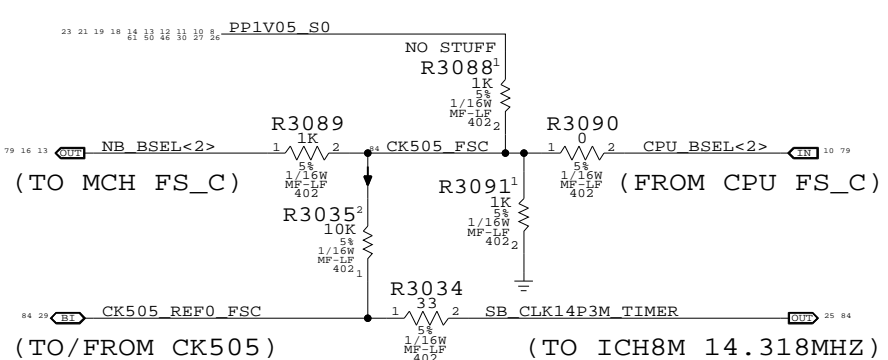 23 21 19 18 14 13 12 11 10 8 PP1V05_S0
61 50 46 30 27 26
NO STUFF
R3088 1
1K
5%
1/16W
MF-LF
402 2
R3089
1K
79 16 13 OUT NB_BSEL<2> 1 2 84 CK505_FSC
5%
1/16W
MF-LF
402
(TO MCH FS_C)
R3090
0
1 2 CPU_BSEL<2> IN 10 79
5%
1/16W
MF-LF
402
(FROM CPU FS_C)
R3091 1
1K
5%
1/16W
MF-LF
402 2
R3035 2
10K
5%
1/16W
MF-LF
402 1
R3034
33
84 29 BI CK505_REF0_FSC 1 2 SB_CLK14P3M_TIMER OUT 25 84
5%
1/16W
MF-LF
402
(TO/FROM CK505)
(TO ICH8M 14.318MHZ)